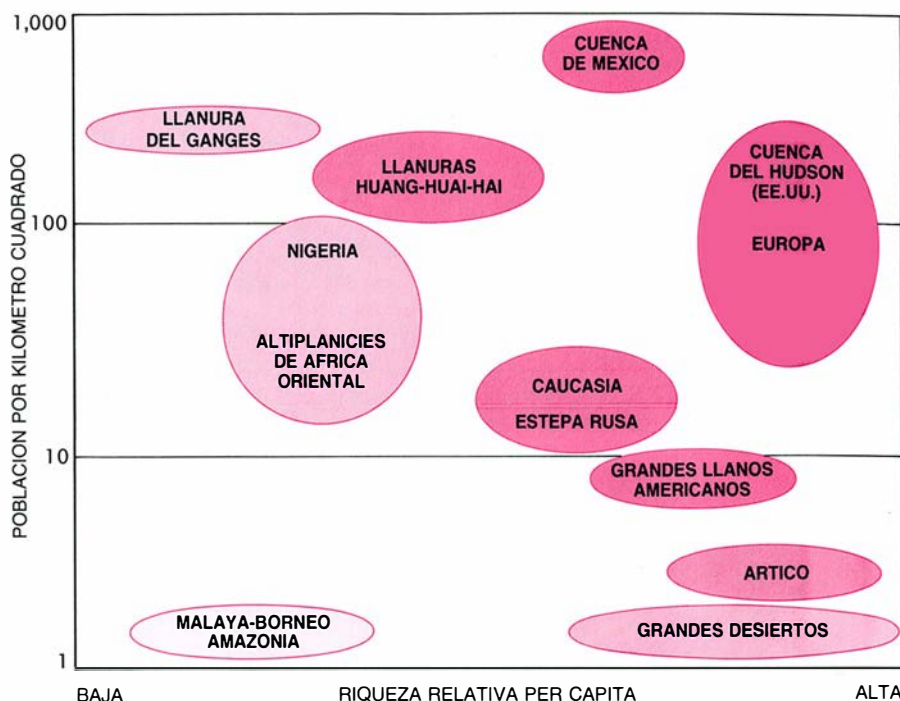 1,000
CUENCA
DE MEXICO
LLANURA
DEL GANGES
LLANURAS
HUANG-HUAI-HAI
CUENCA
DEL HUDSON
(EE.UU.)
EUROPA
100
NIGERIA
ALTIPLANICIES
DE AFRICA
ORIENTAL
CAUCASIA
ESTEPA RUSA
10
GRANDES LLANOS
AMERICANOS
ARTICO
MALAYA-BORNEO
AMAZONIA
GRANDES DESIERTOS
1
POBLACION POR KILOMETRO CUADRADO
BAJA RIQUEZA RELATIVA PER CAPITA ALTA